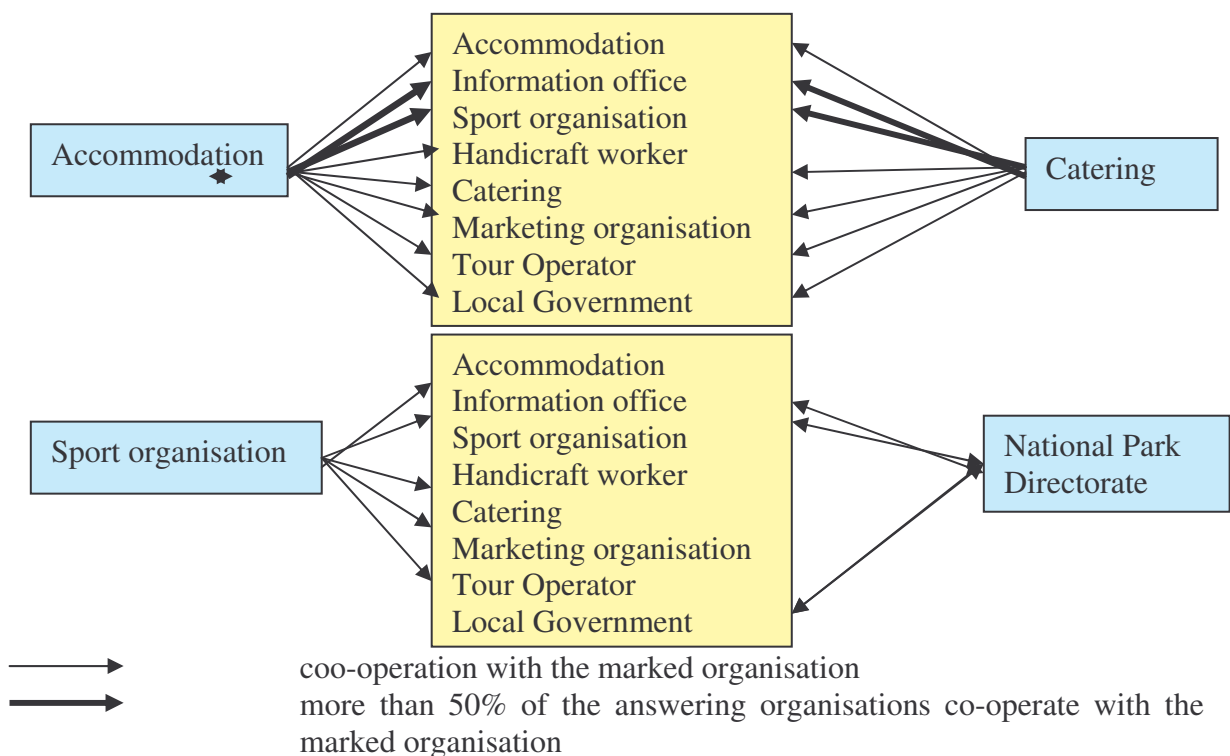 Accommodation
Information office
Sport organisation
Handicraft worker
Catering
Marketing organisation
Tour Operator
Local Government
Accommodation
Catering
Accommodation
Information office
Sport organisation
Handicraft worker
Catering
Marketing organisation
Tour Operator
Local Government
Sport organisation
National Park
Directorate
coo-operation with the marked organisation
more than 50% of the answering organisations co-operate with the
marked organisation